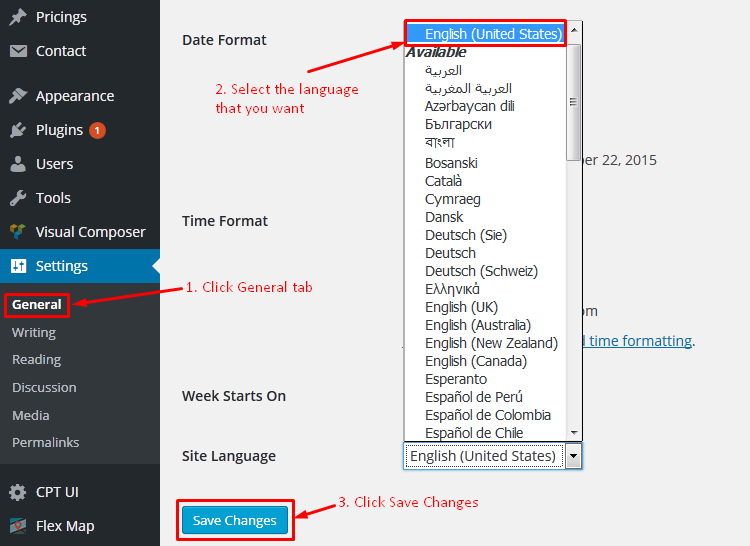 Pricings
Contact
Appearance
Plugins 1
Users
Tools
Visual Composer
Settings
General
Writing
Reading
Discussion
Media
Permalinks
CPT UI
Flex Map
1. Click General tab
Date Format
2. Select the language
that you want
Time Format
Week Starts On
Site Language
English (United States)
Available
العربية
العربية المغربية
Azərbaycan dili
Български
বাংলা
Bosanski
Català
Cymraeg
Dansk
Deutsch (Sie)
Deutsch
Deutsch (Schweiz)
Ελληνικά
English (UK)
English (Australia)
English (New Zealand)
English (Canada)
Esperanto
Español de Perú
Español de Colombia
Español de Chile
English (United States)
er 22, 2015
om
d time formatting.
Save Changes
3. Click Save Changes